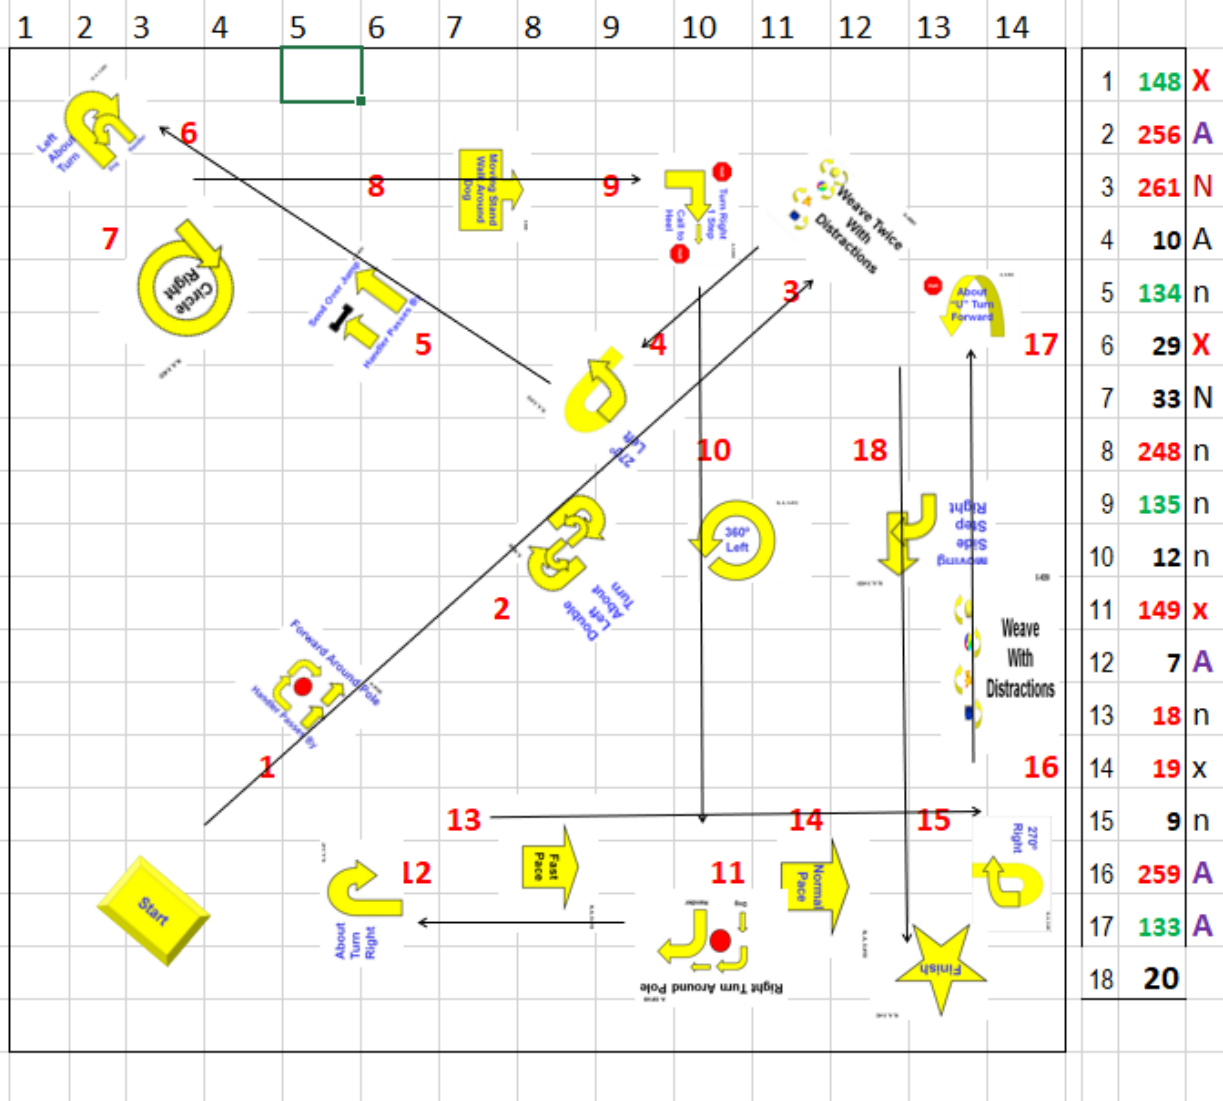 1 2 3 4 5 6 7 8 9 10 11 12 13 14
1 148 X
2 256 A
3 261 N
4 10 A
5 134 n
6 29 X
7 33 N
8 248 n
9 135 n
10 12 n
11 149 x
12 7 A
13 18 n
14 19 x
15 9 n
16 259 A
17 133 A
18 20
Left
About
Turn
6
8
Moving Stand
Walk Around
Dog
9
Turn Right
1 Step
Call to
Heel
Weave Twice
With
Distractions
7
Circle
Right
Send Over Jump
Handler Passes By
5
3
4
About
"U" Turn
Forward
17
270°
Left
10
18
360°
Left
Double
Left
About
Turn
2
moving
Side
Step
Right
Forward Around Pole
Handler Passes By
1
Weave
With
Distractions
16
13
14
15
Start
About
Turn
Right
12
Fast
Pace
11
Handler
Dog
Right Turn Around Pole
Normal
Pace
270°
Right
Finish